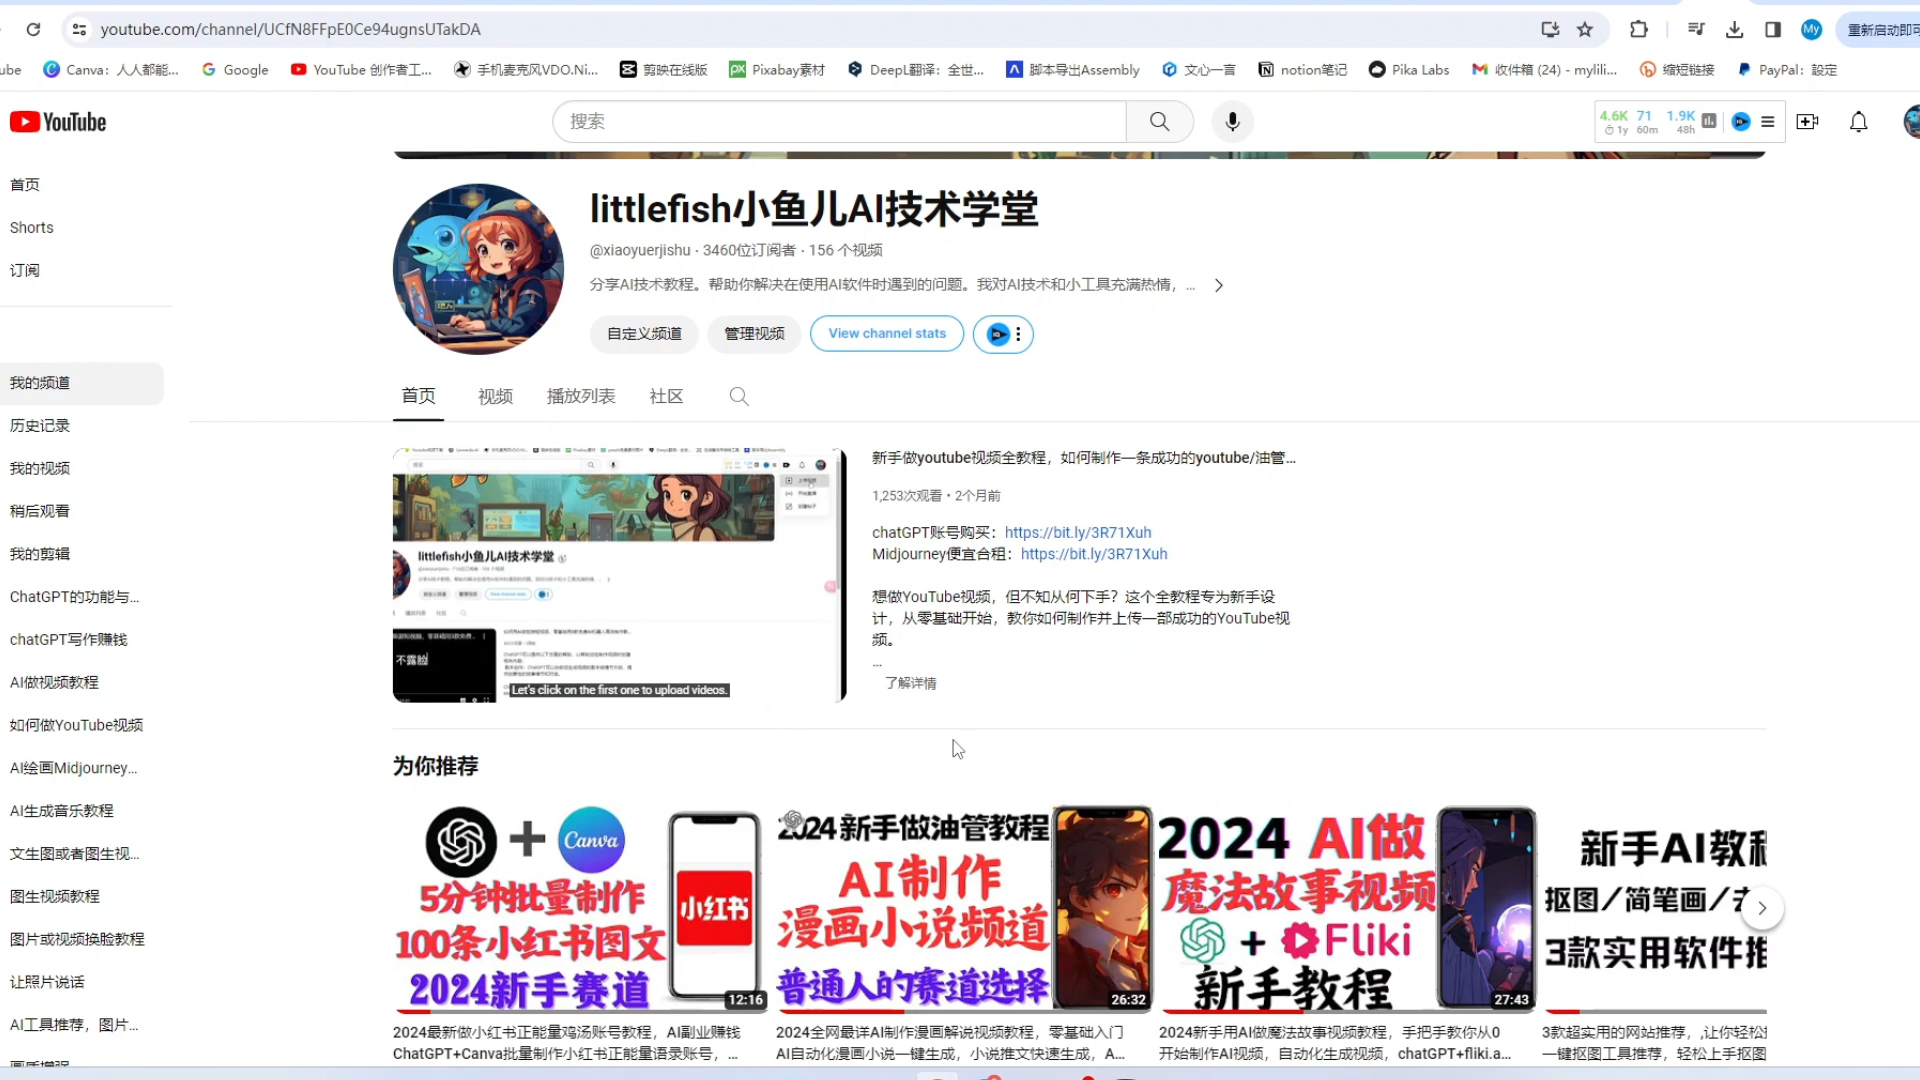 youtube.com/channel/UCfN8FFpE0Ce94ugnsUTakDA
My
重新启动即可
ube
Canva：人人都能...
Google
YouTube 创作者工...
手机麦克风VDO.Ni...
剪映在线版
Pixabay素材
DeepL翻译：全世...
脚本导出Assembly
文心一言
notion笔记
Pika Labs
收件箱 (24) - mylili...
缩短链接
PayPal：設定
YouTube
搜索
4.6K 71 1.9K
1y 60m 48h
首页
Shorts
订阅
我的频道
历史记录
我的视频
稍后观看
我的剪辑
ChatGPT的功能与...
chatGPT写作赚钱
AI做视频教程
如何做YouTube视频
AI绘画Midjourney...
AI生成音乐教程
文生图或者图生视...
图生视频教程
图片或视频换脸教程
让照片说话
AI工具推荐，图片...
littlefish小鱼儿AI技术学堂
@xiaoyuerjishu · 3460位订阅者 · 156 个视频
分享AI技术教程。帮助你解决在使用AI软件时遇到的问题。我对AI技术和小工具充满热情，...
自定义频道
管理视频
View channel stats
首页
视频
播放列表
社区
littlefish小鱼儿AI技术学堂
不露脸
Let's click on the first one to upload videos.
新手做youtube视频全教程，如何制作一条成功的youtube/油管...
1,253次观看 • 2个月前
chatGPT账号购买：https://bit.ly/3R71Xuh
Midjourney便宜合租：https://bit.ly/3R71Xuh
想做YouTube视频，但不知从何下手？这个全教程专为新手设
计，从零基础开始，教你如何制作并上传一部成功的YouTube视
频。
...
了解详情
为你推荐
+ Canva
5分钟批量制作
100条小红书图文
2024新手赛道
小红书
12:16
2024最新做小红书正能量鸡汤账号教程，AI副业赚钱
ChatGPT+Canva批量制作小红书正能量语录账号，...
2024新手做油管教程
AI制作
漫画小说频道
普通人的赛道选择
26:32
2024全网最详AI制作漫画解说视频教程，零基础入门
AI自动化漫画小说一键生成，小说推文快速生成，A...
2024 AI做
魔法故事视频
+ Fliki
新手教程
27:43
2024新手用AI做魔法故事视频教程，手把手教你从0
开始制作AI视频，自动化生成视频，chatGPT+fliki.a...
新手AI教程
抠图/简笔画/去
3款实用软件推
3款超实用的网站推荐，,让你轻松
一键抠图工具推荐，轻松上手抠图